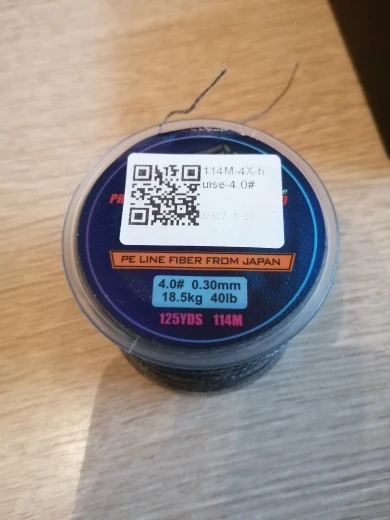 114M-4X-h
uise-4.0#
PE LINE FIBER FROM JAPAN
4.0# 0.30mm
18.5kg 40lb
125YDS 114M